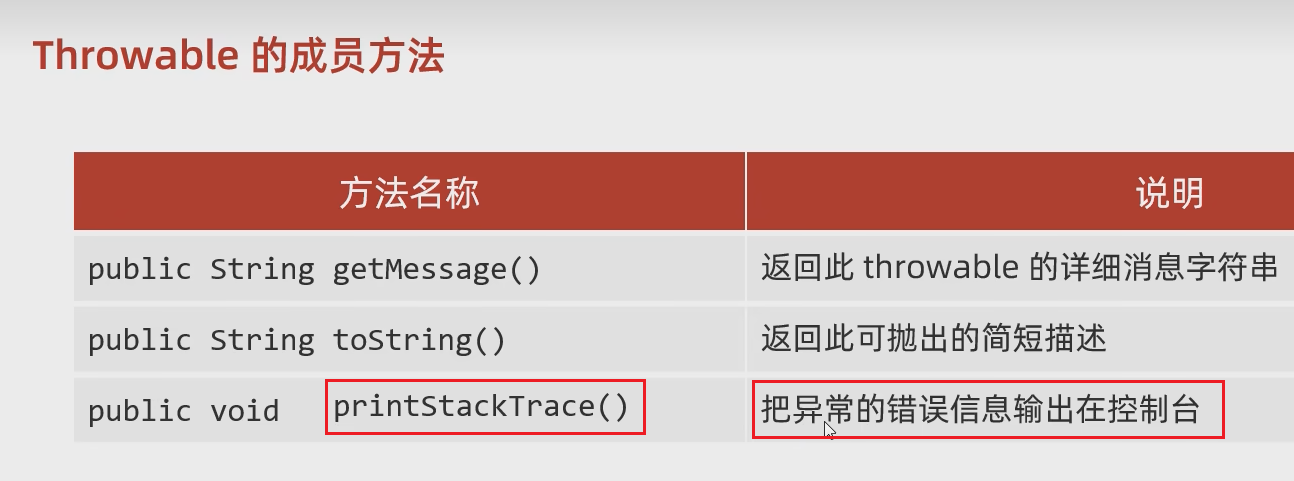 Throwable 的成员方法
方法名称 说明
public String getMessage() 返回此 throwable 的详细消息字符串
public String toString() 返回此可抛出的简短描述
public void printStackTrace() 把异常的错误信息输出在控制台